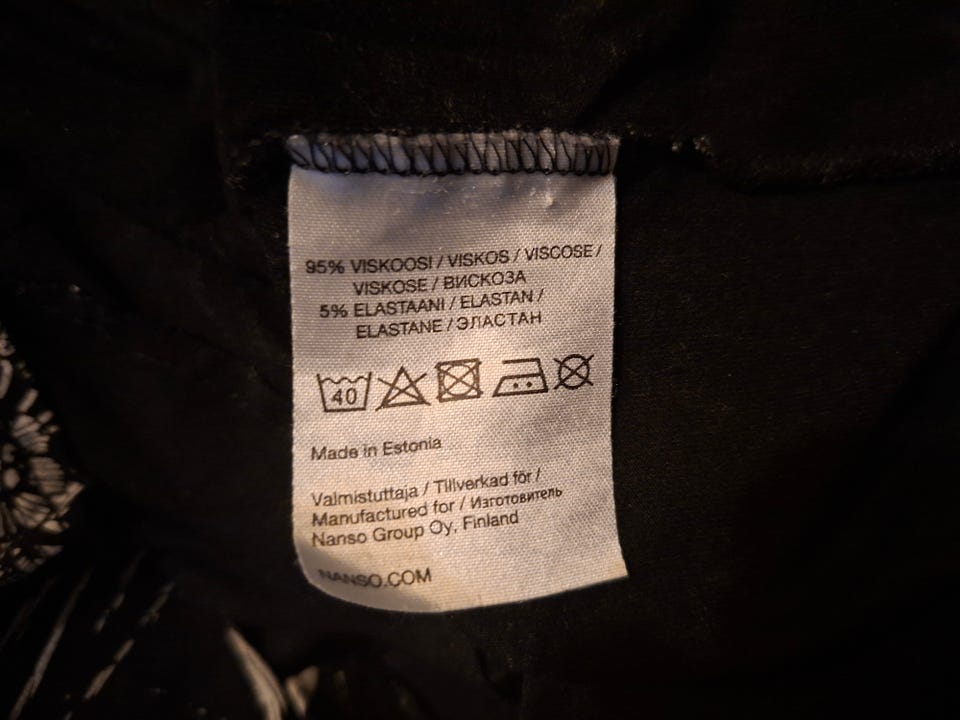 95% VISKOOSI / VISKOS / VISCOSE /
VISKOSE / ВИСКОЗА
5% ELASTAANI / ELASTAN /
ELASTANE / ЭЛАСТАН
40
Made in Estonia
Valmistuttaja / Tillverkad för /
Manufactured for / Изготовитель
Nanso Group Oy, Finland
NANSO.COM